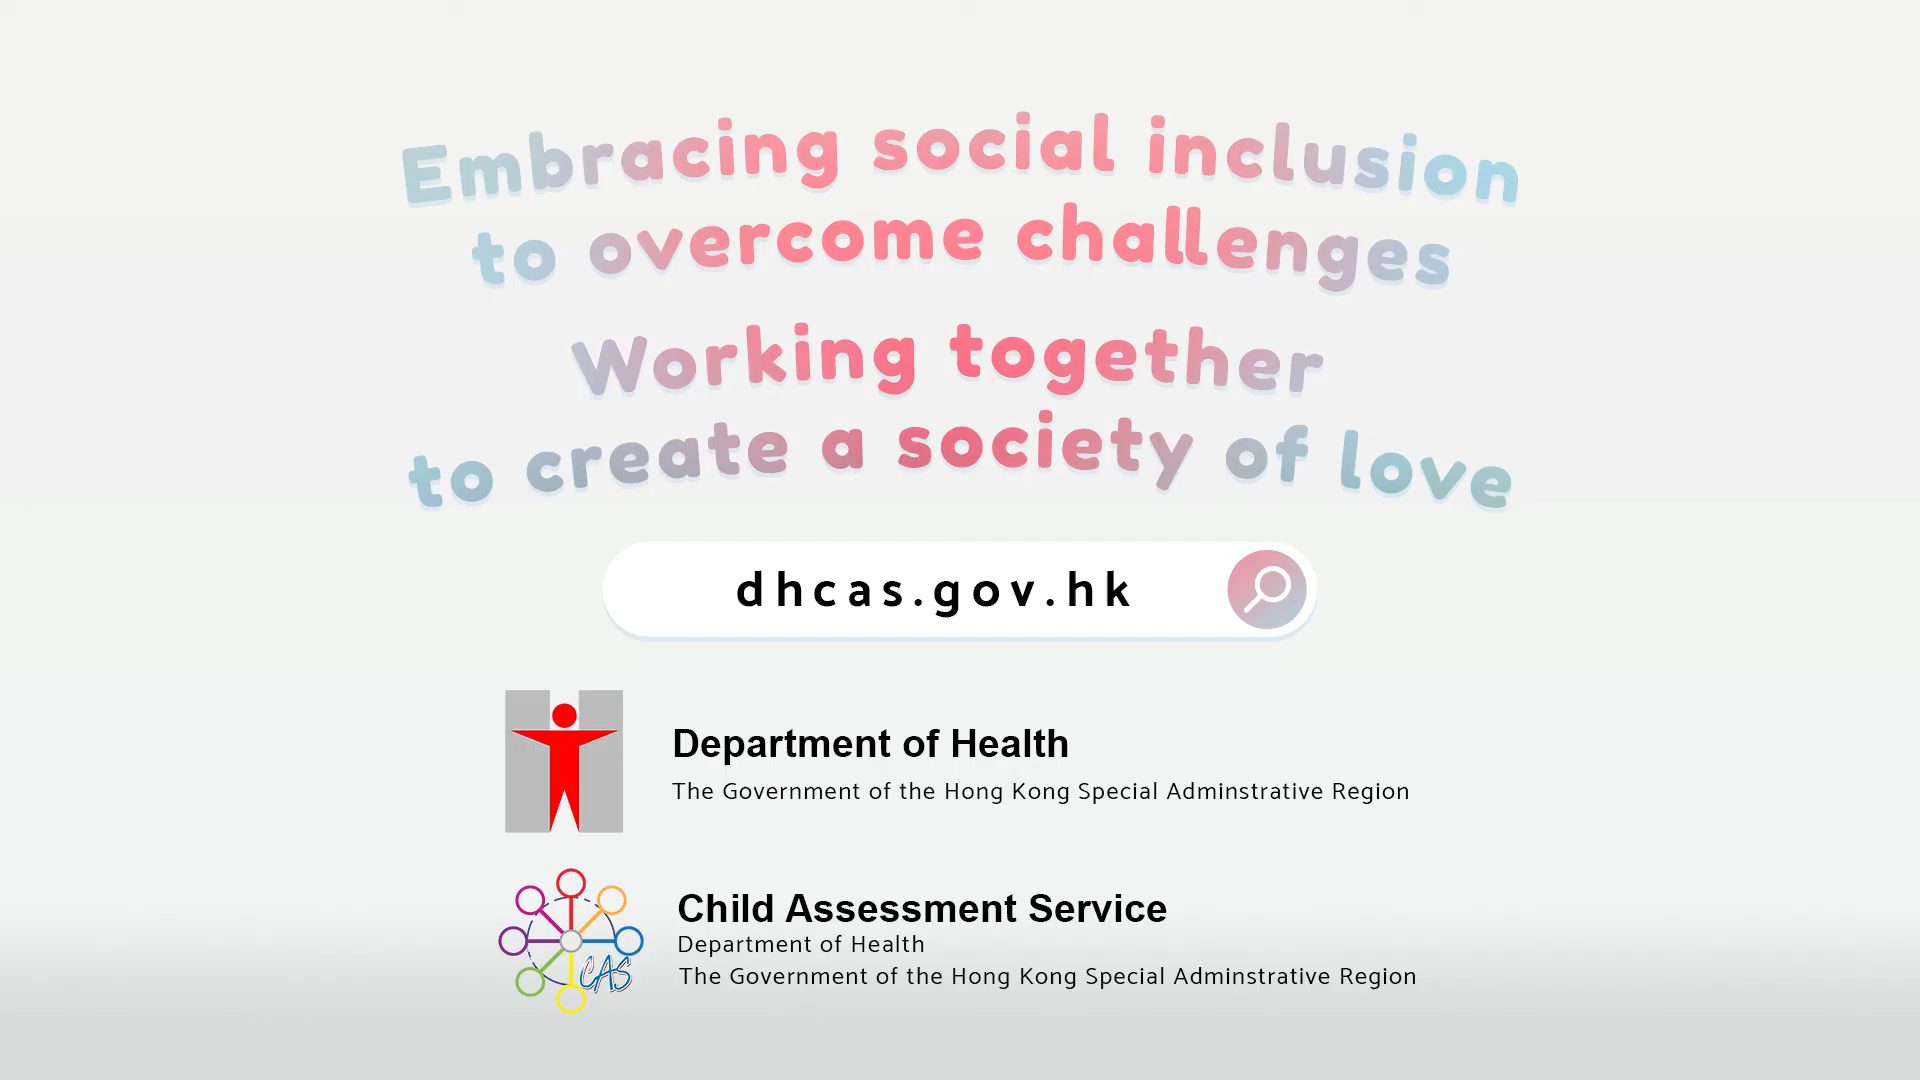 Embracing social inclusion
to overcome challenges
Working together
to create a society of love
dhcas.gov.hk
Department of Health
The Government of the Hong Kong Special Adminstrative Region
Child Assessment Service
Department of Health
CAS
The Government of the Hong Kong Special Adminstrative Region